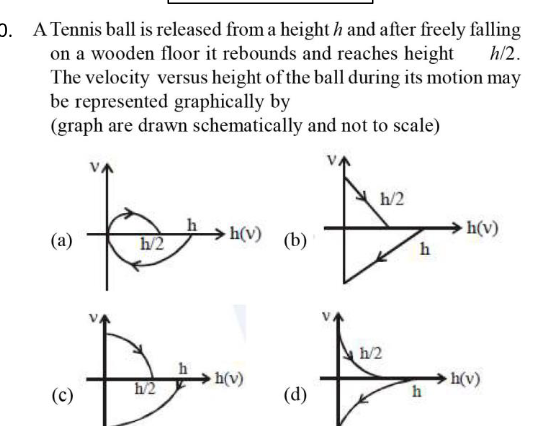 0. A Tennis ball is released from a height h and after freely falling
on a wooden floor it rebounds and reaches height h/2.
The velocity versus height of the ball during its motion may
be represented graphically by
(graph are drawn schematically and not to scale)
v
h
h/2
h(v)
(a)
v
h/2
h
h(v)
(b)
v
h
h/2
h(v)
(c)
v
h/2
h
h(v)
(d)